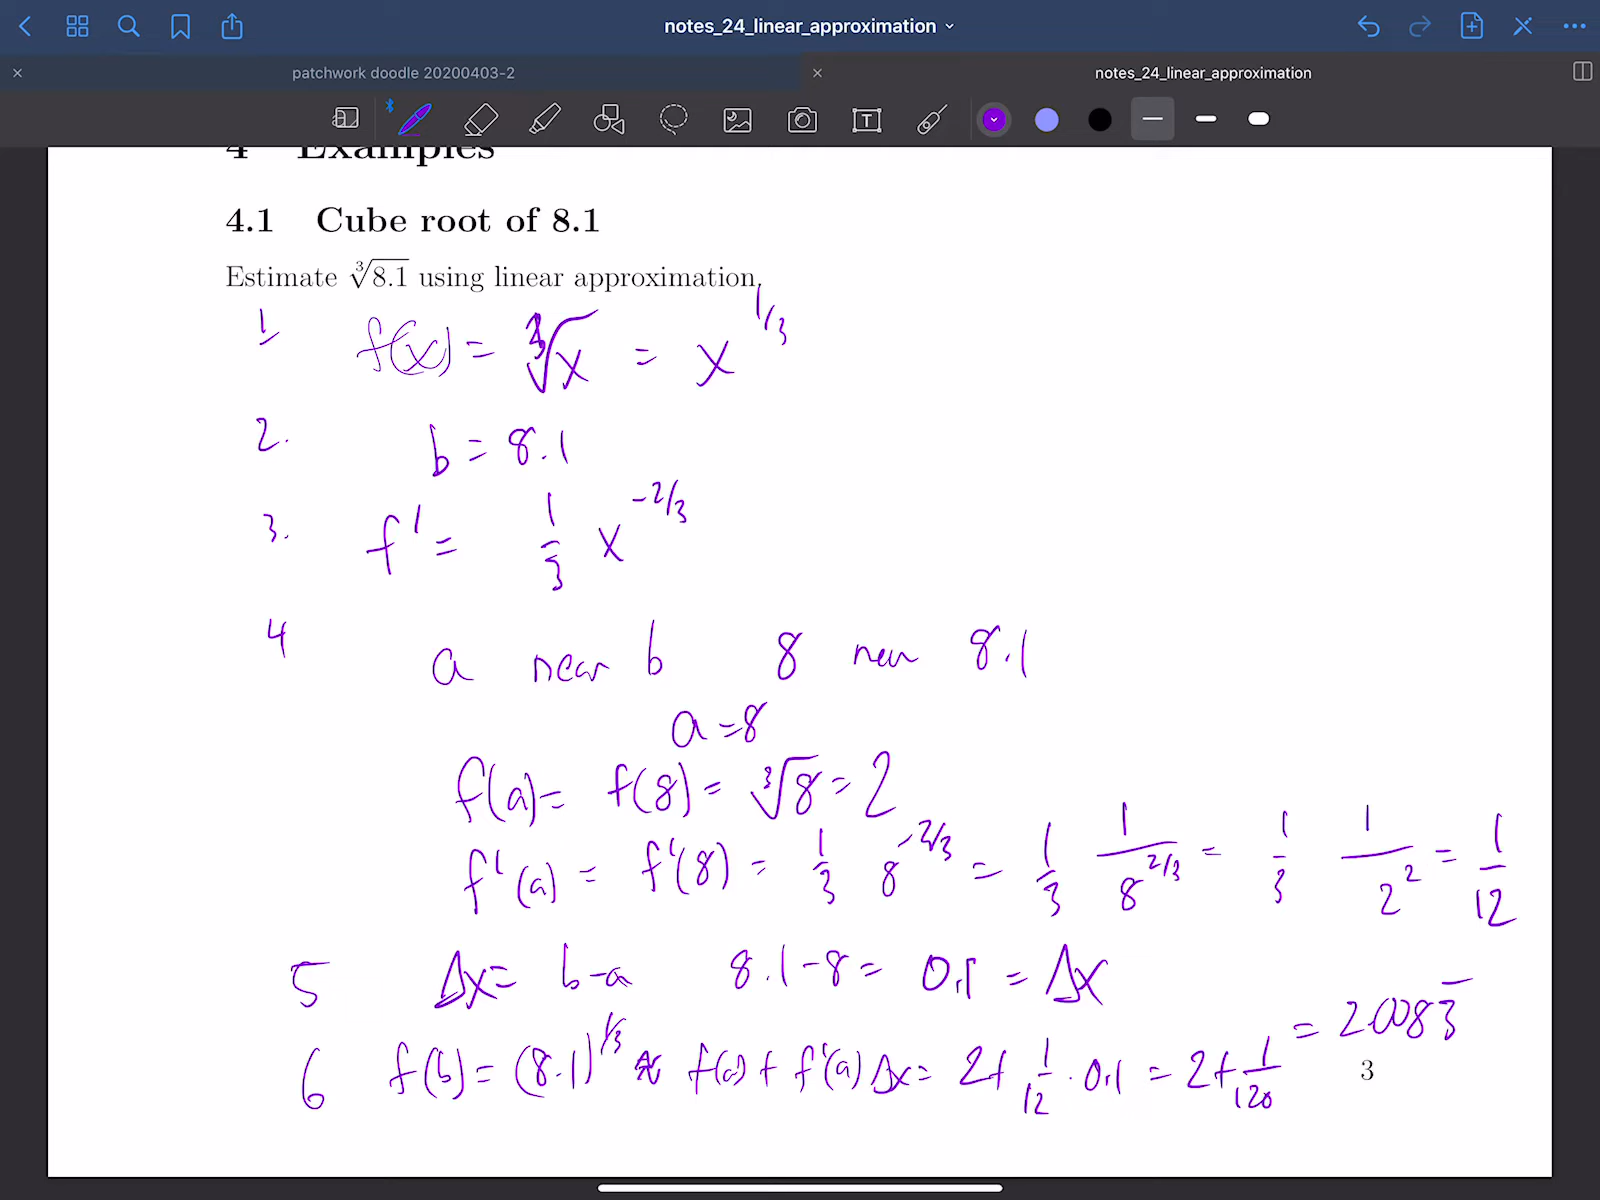 notes_24_linear_approximation
patchwork doodle 20200403-2
notes_24_linear_approximation
4 Examples
4.1 Cube root of 8.1
Estimate ∛8.1 using linear approximation.
1 f(x) = ∛x = x^1/3
2. b = 8.1
3. f' = 1/3 x^-2/3
4 a near b 8 near 8.1
a = 8
f(a) = f(8) = ∛8 = 2
f'(a) = f'(8) = 1/3 8^-2/3 = 1/3 1/8^2/3 = 1/3 1/2^2 = 1/12
5 Δx = b-a 8.1-8 = 0.1 = Δx
6 f(b) = (8.1)^1/3 ≈ f(a) + f'(a) Δx = 2 + 1/12 · 0.1 = 2 + 1/120 = 2.0083̅
3